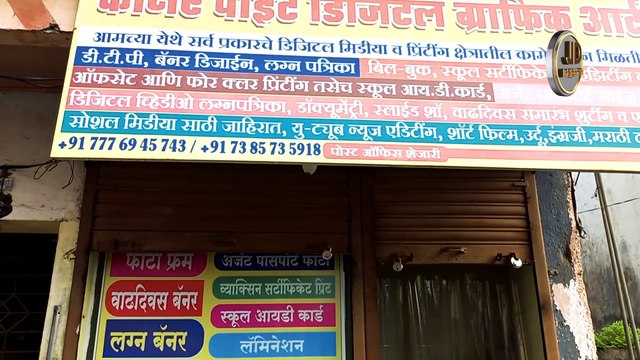 पॉईंट डिजिटल ग्राफिक
आमच्या येथे सर्व प्रकारचे डिजिटल मिडीया व प्रिंटिंग क्षेत्रातील
डी.टी.पी, बॅनर डिजाईन, लग्न पत्रिका बिल-बुक, स्कूल सर्टीफिके
ऑफसेट आणि फोर क्लर प्रिंटिंग तसेच स्कूल आय.डी.कार्ड,
डिजिटल व्हिडीओ लग्नपत्रिका, डॉक्यूमेंट्री, स्लाईड शॉ, वाढदिवस समारंभ शुटींग व
सोशल मिडीया साठी जाहिरात, यु-ट्यूब न्यूज एडिटींग, शॉर्ट फिल्म, उर्दू, इंग्रजी, मराठी
+91 777 69 45 743 / +91 73 85 73 5918 पोस्ट ऑफिस शेजारी
फोटो फ्रेम अर्जंट पासपोर्ट फोटो
वाढदिवस बॅनर व्याक्सिन सर्टीफिकेट प्रिंट
स्कूल आयडी कार्ड
लग्न बॅनर लॅमिनेशन